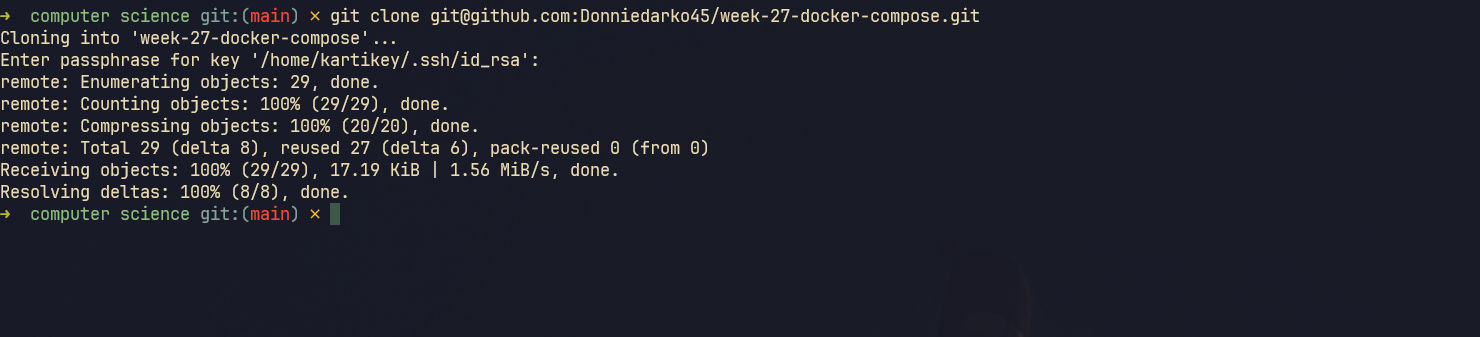 ➜  computer science git:(main) ✗ git clone git@github.com:Donniedarko45/week-27-docker-compose.git
Cloning into 'week-27-docker-compose'...
Enter passphrase for key '/home/kartikey/.ssh/id_rsa':
remote: Enumerating objects: 29, done.
remote: Counting objects: 100% (29/29), done.
remote: Compressing objects: 100% (20/20), done.
remote: Total 29 (delta 8), reused 27 (delta 6), pack-reused 0 (from 0)
Receiving objects: 100% (29/29), 17.19 KiB | 1.56 MiB/s, done.
Resolving deltas: 100% (8/8), done.
➜  computer science git:(main) ✗